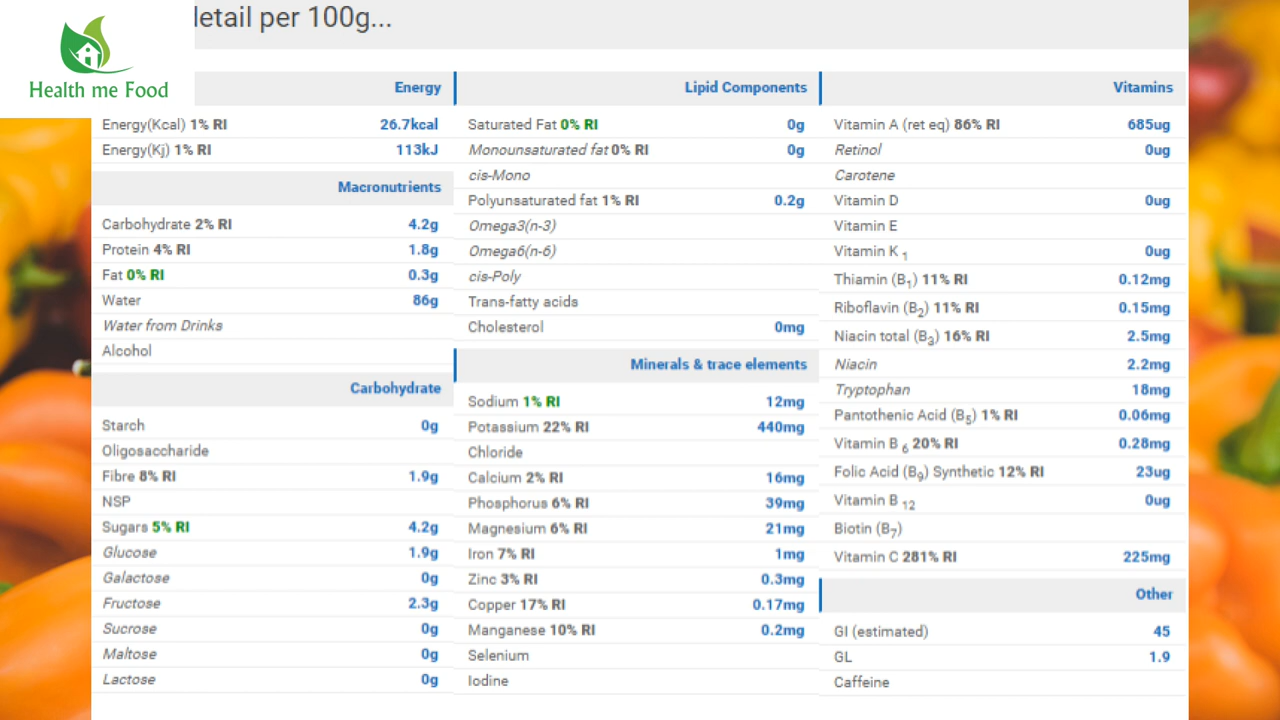 letail per 100g...
Health me Food
Energy
Energy(Kcal) 1% RI 26.7kcal
Energy(Kj) 1% RI 113kJ
Macronutrients
Carbohydrate 2% RI 4.2g
Protein 4% RI 1.8g
Fat 0% RI 0.3g
Water 86g
Water from Drinks
Alcohol
Carbohydrate
Starch 0g
Oligosaccharide
Fibre 8% RI 1.9g
NSP
Sugars 5% RI 4.2g
Glucose 1.9g
Galactose 0g
Fructose 2.3g
Sucrose 0g
Maltose 0g
Lactose 0g
Lipid Components
Saturated Fat 0% RI 0g
Monounsaturated fat 0% RI 0g
cis-Mono
Polyunsaturated fat 1% RI 0.2g
Omega3(n-3)
Omega6(n-6)
cis-Poly
Trans-fatty acids
Cholesterol 0mg
Minerals & trace elements
Sodium 1% RI 12mg
Potassium 22% RI 440mg
Chloride
Calcium 2% RI 16mg
Phosphorus 6% RI 39mg
Magnesium 6% RI 21mg
Iron 7% RI 1mg
Zinc 3% RI 0.3mg
Copper 17% RI 0.17mg
Manganese 10% RI 0.2mg
Selenium
Iodine
Vitamins
Vitamin A (ret eq) 86% RI 685ug
Retinol 0ug
Carotene
Vitamin D 0ug
Vitamin E
Vitamin K 1 0ug
Thiamin (B1) 11% RI 0.12mg
Riboflavin (B2) 11% RI 0.15mg
Niacin total (B3) 16% RI 2.5mg
Niacin 2.2mg
Tryptophan 18mg
Pantothenic Acid (B5) 1% RI 0.06mg
Vitamin B 6 20% RI 0.28mg
Folic Acid (B9) Synthetic 12% RI 23ug
Vitamin B 12 0ug
Biotin (B7)
Vitamin C 281% RI 225mg
Other
GI (estimated) 45
GL 1.9
Caffeine